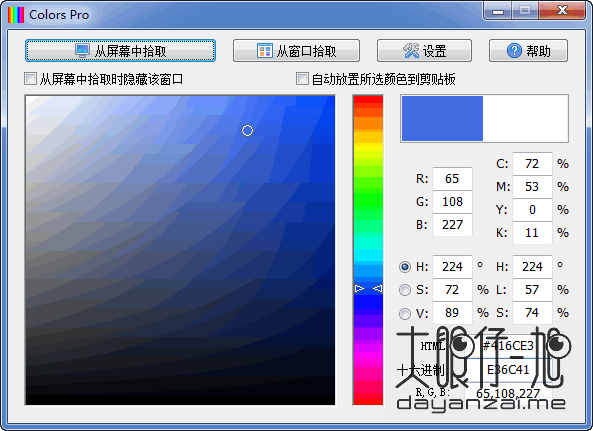 Colors Pro
从屏幕中拾取 从窗口拾取 设置 帮助
从屏幕中拾取时隐藏该窗口 自动放置所选颜色到剪贴板
C: 72 %
R: 65 M: 53 %
G: 108 Y: 0 %
B: 227 K: 11 %
H: 224 ° H: 224 °
S: 72 % L: 57 %
V: 89 % S: 74 %
HTML #416CE3
十六进制 E36C41
R,G,B: 65,108,227
大眼仔-旭
dayanzai.me